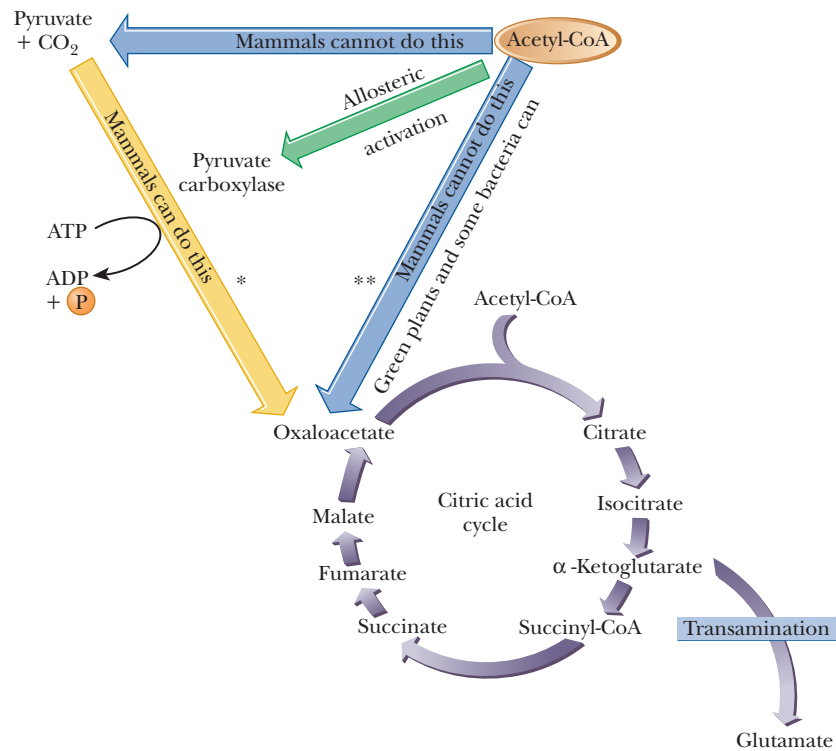 Pyruvate
+ CO2
Mammals cannot do this
Acetyl-CoA
Allosteric
activation
Pyruvate
carboxylase
Mammals can do this
ATP
ADP
+ P
*
**
Mammals cannot do this
Green plants and some bacteria can
Acetyl-CoA
Oxaloacetate
Citrate
Citric acid
cycle
Malate
Isocitrate
Fumarate
α-Ketoglutarate
Succinate
Succinyl-CoA
Transamination
Glutamate